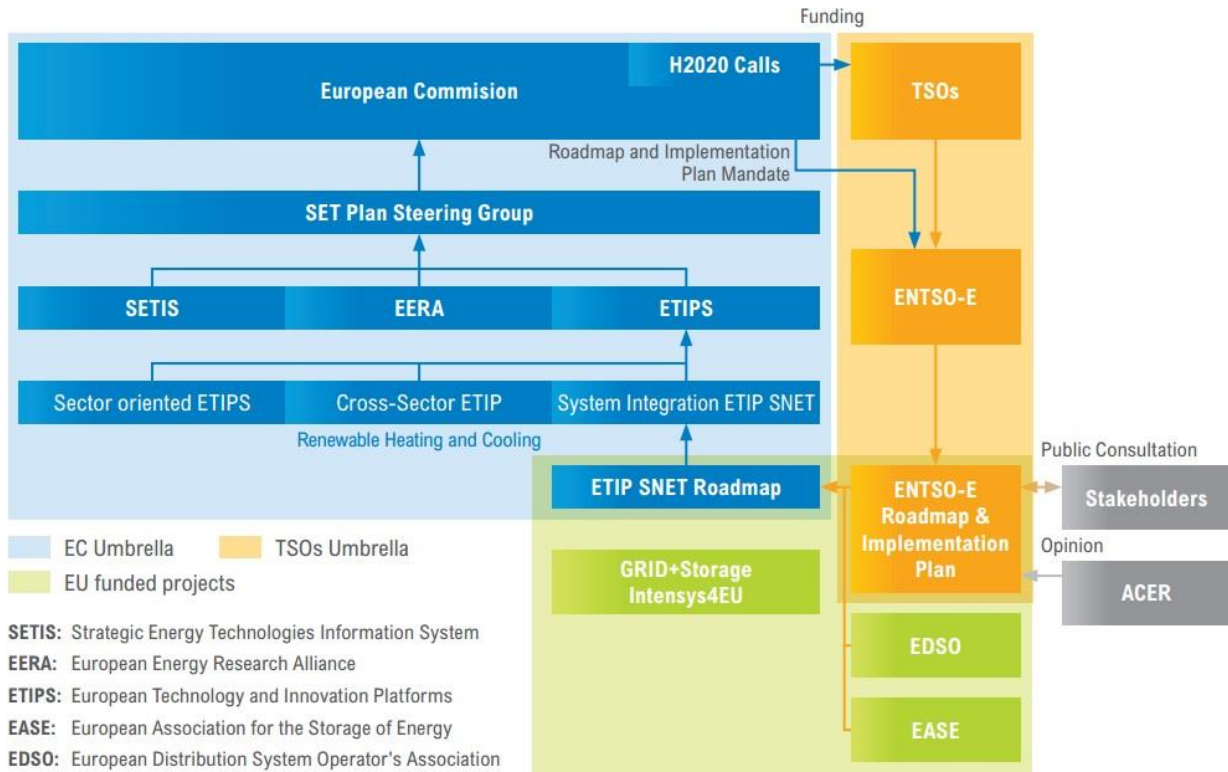 Funding
H2020 Calls
European Commision
TSOs
Roadmap and Implementation
Plan Mandate
SET Plan Steering Group
SETIS
EERA
ETIPS
ENTSO-E
Sector oriented ETIPS
Cross-Sector ETIP
System Integration ETIP SNET
Renewable Heating and Cooling
ETIP SNET Roadmap
ENTSO-E
Roadmap &
Implementation
Plan
Public Consultation
Stakeholders
Opinion
ACER
GRID+Storage
Intensys4EU
EDSO
EASE
EC Umbrella
TSOs Umbrella
EU funded projects
SETIS: Strategic Energy Technologies Information System
EERA: European Energy Research Alliance
ETIPS: European Technology and Innovation Platforms
EASE: European Association for the Storage of Energy
EDSO: European Distribution System Operator's Association